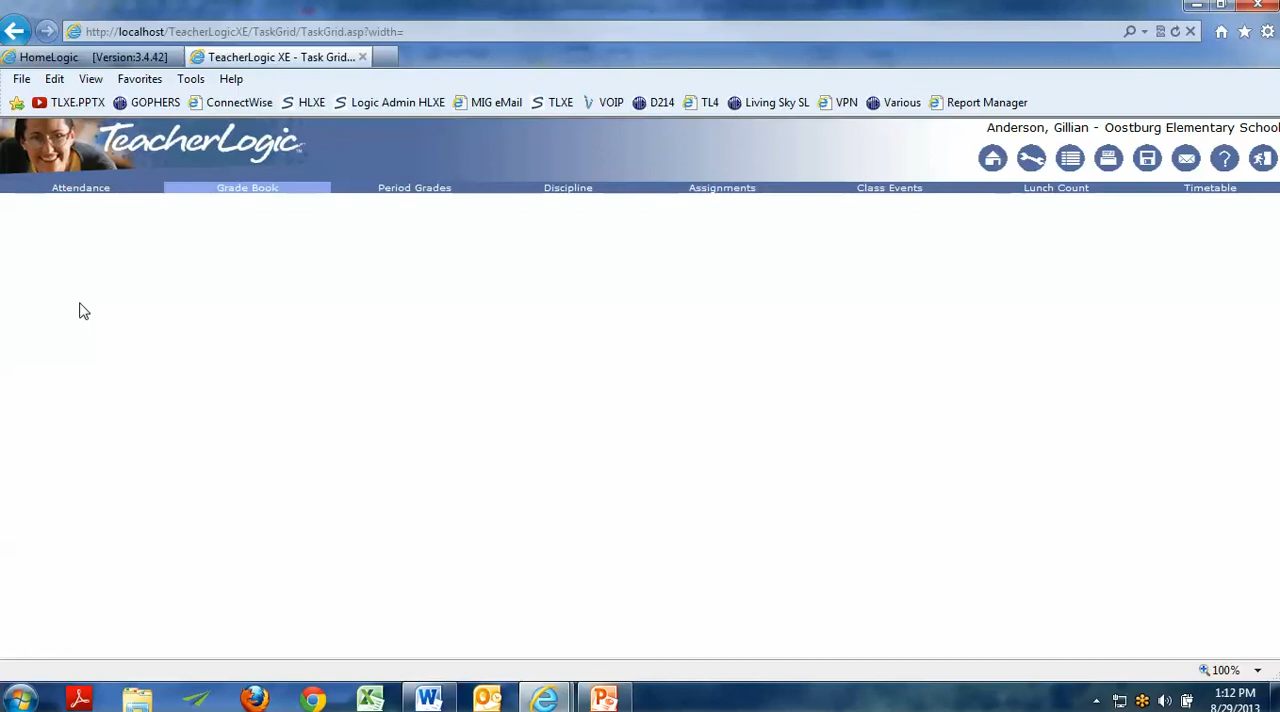 http://localhost/TeacherLogicXE/TaskGrid/TaskGrid.asp?width=
HomeLogic [Version:3.4.42] TeacherLogic XE - Task Grid...
File Edit View Favorites Tools Help
TLXE.PPTX GOPHERS ConnectWise HLXE Logic Admin HLXE MIG eMail TLXE VOIP D214 TL4 Living Sky SL VPN Various Report Manager
Anderson, Gillian - Oostburg Elementary School
TeacherLogic™
Attendance Grade Book Period Grades Discipline Assignments Class Events Lunch Count Timetable
100%
1:12 PM
8/29/2013